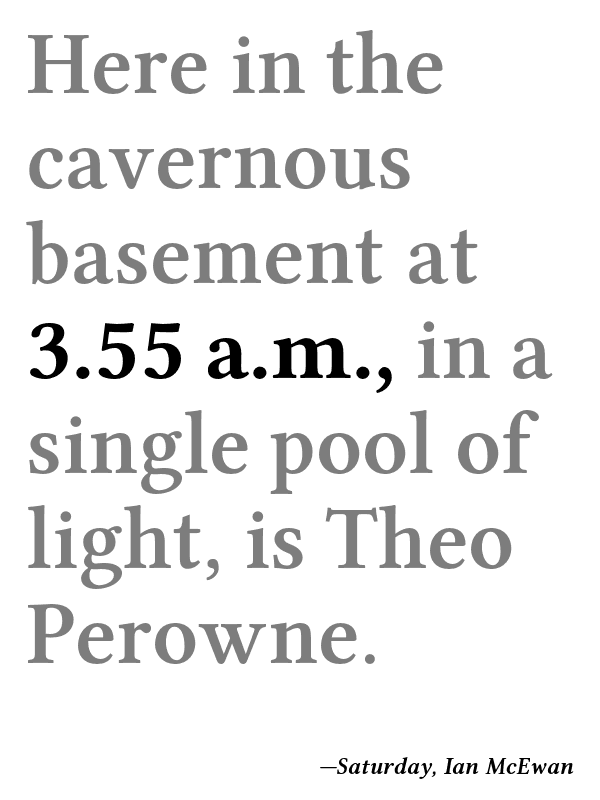 Here in the
cavernous
basement at
3.55 a.m., in a
single pool of
light, is Theo
Perowne.
—Saturday, Ian McEwan